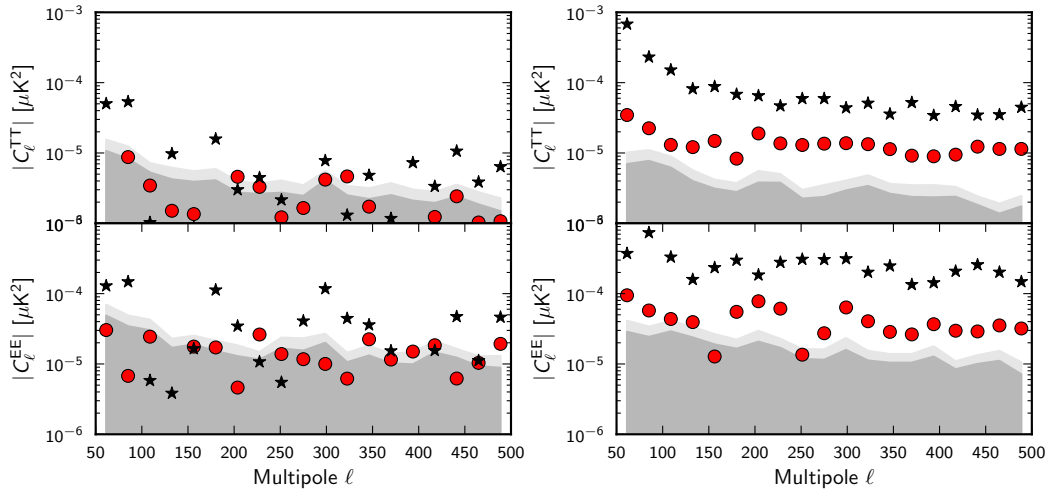 10⁻³
10⁻⁴
10⁻⁵
10⁻⁶
|C_ℓ^TT| [μK²]
10⁻³
10⁻⁴
10⁻⁵
10⁻⁶
|C_ℓ^TT| [μK²]
10⁻⁴
10⁻⁵
10⁻⁶
|C_ℓ^EE| [μK²]
50 100 150 200 250 300 350 400 450 500
Multipole ℓ
10⁻⁴
10⁻⁵
10⁻⁶
|C_ℓ^EE| [μK²]
50 100 150 200 250 300 350 400 450 500
Multipole ℓ